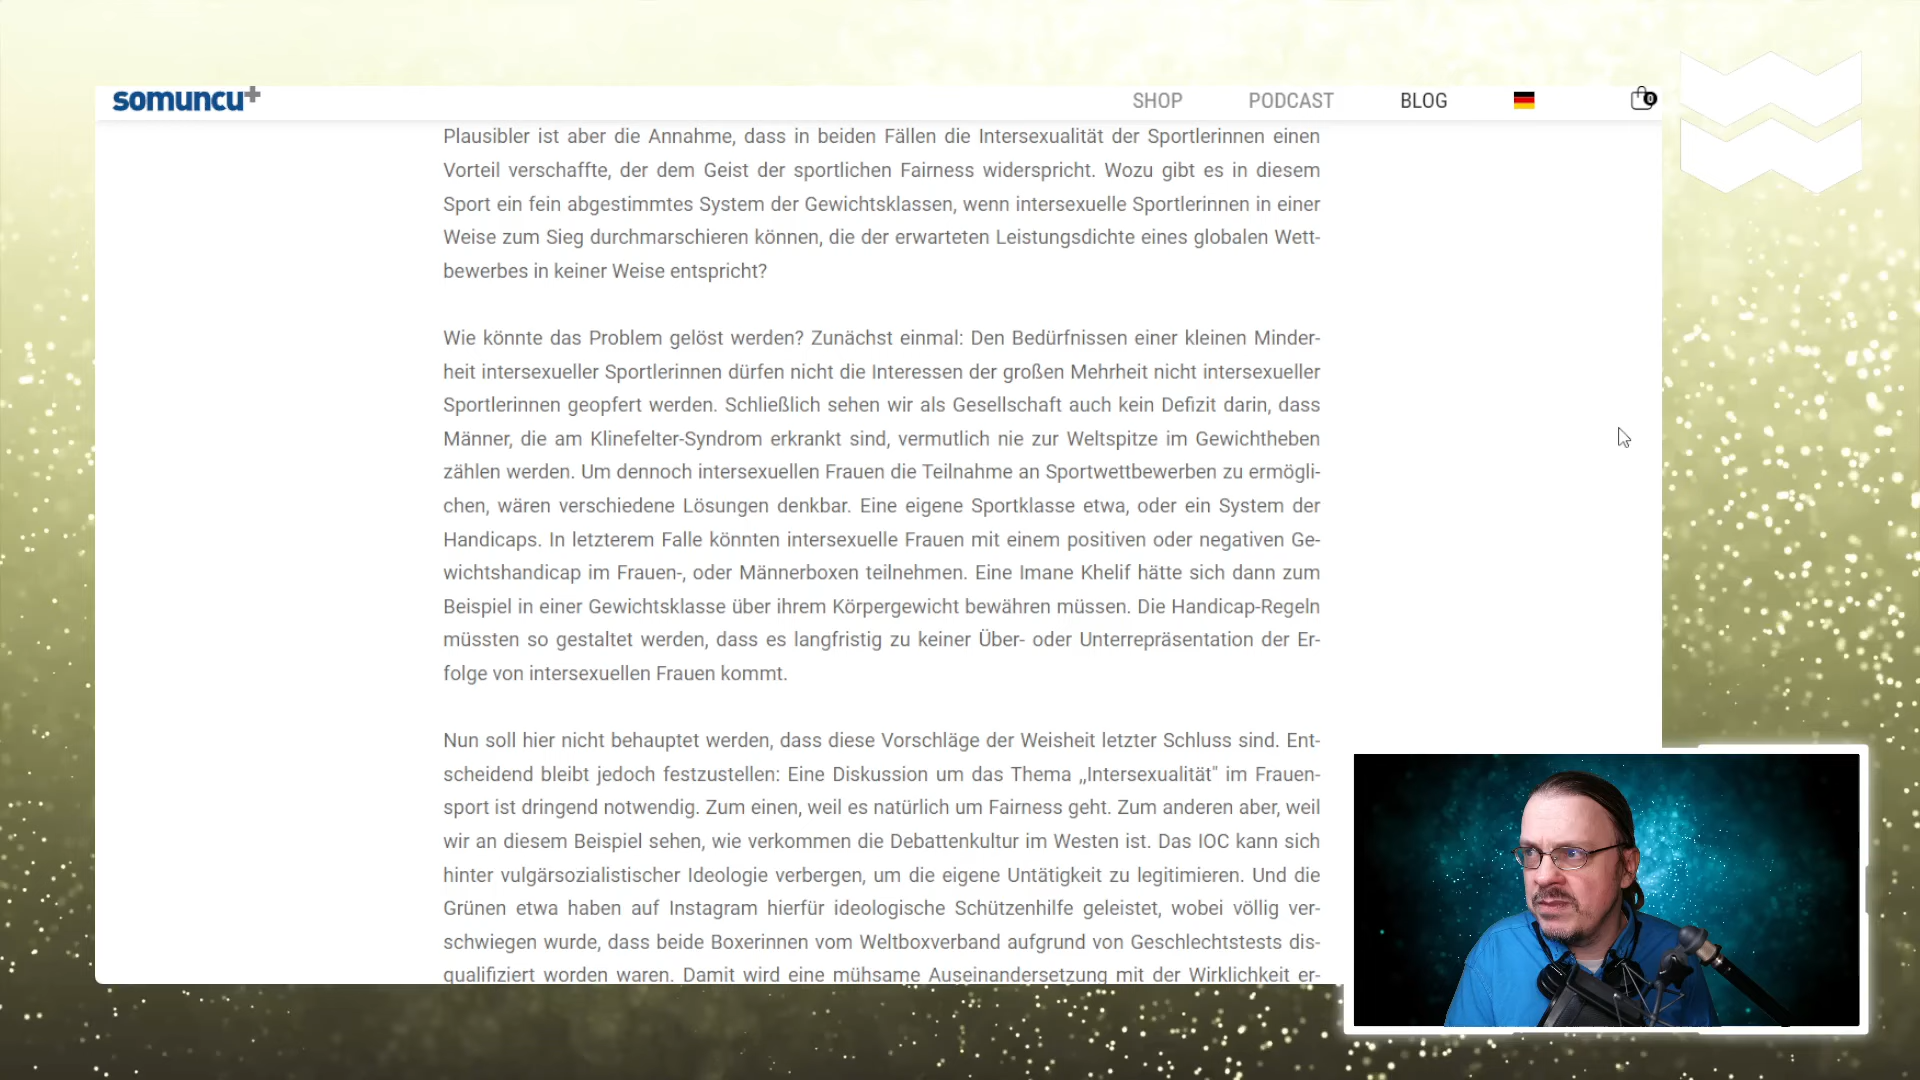 somuncu+
SHOP PODCAST BLOG 0
Plausibler ist aber die Annahme, dass in beiden Fällen die Intersexualität der Sportlerinnen einen
Vorteil verschaffte, der dem Geist der sportlichen Fairness widerspricht. Wozu gibt es in diesem
Sport ein fein abgestimmtes System der Gewichtsklassen, wenn intersexuelle Sportlerinnen in einer
Weise zum Sieg durchmarschieren können, die der erwarteten Leistungsdichte eines globalen Wett-
bewerbes in keiner Weise entspricht?
Wie könnte das Problem gelöst werden? Zunächst einmal: Den Bedürfnissen einer kleinen Minder-
heit intersexueller Sportlerinnen dürfen nicht die Interessen der großen Mehrheit nicht intersexueller
Sportlerinnen geopfert werden. Schließlich sehen wir als Gesellschaft auch kein Defizit darin, dass
Männer, die am Klinefelter-Syndrom erkrankt sind, vermutlich nie zur Weltspitze im Gewichtheben
zählen werden. Um dennoch intersexuellen Frauen die Teilnahme an Sportwettbewerben zu ermögli-
chen, wären verschiedene Lösungen denkbar. Eine eigene Sportklasse etwa, oder ein System der
Handicaps. In letzterem Falle könnten intersexuelle Frauen mit einem positiven oder negativen Ge-
wichtshandicap im Frauen-, oder Männerboxen teilnehmen. Eine Imane Khelif hätte sich dann zum
Beispiel in einer Gewichtsklasse über ihrem Körpergewicht bewähren müssen. Die Handicap-Regeln
müssten so gestaltet werden, dass es langfristig zu keiner Über- oder Unterrepräsentation der Er-
folge von intersexuellen Frauen kommt.
Nun soll hier nicht behauptet werden, dass diese Vorschläge der Weisheit letzter Schluss sind. Ent-
scheidend bleibt jedoch festzustellen: Eine Diskussion um das Thema ,,Intersexualität" im Frauen-
sport ist dringend notwendig. Zum einen, weil es natürlich um Fairness geht. Zum anderen aber, weil
wir an diesem Beispiel sehen, wie verkommen die Debattenkultur im Westen ist. Das IOC kann sich
hinter vulgärsozialistischer Ideologie verbergen, um die eigene Untätigkeit zu legitimieren. Und die
Grünen etwa haben auf Instagram hierfür ideologische Schützenhilfe geleistet, wobei völlig ver-
schwiegen wurde, dass beide Boxerinnen vom Weltboxverband aufgrund von Geschlechtstests dis-
qualifiziert worden waren. Damit wird eine mühsame Auseinandersetzung mit der Wirklichkeit er-